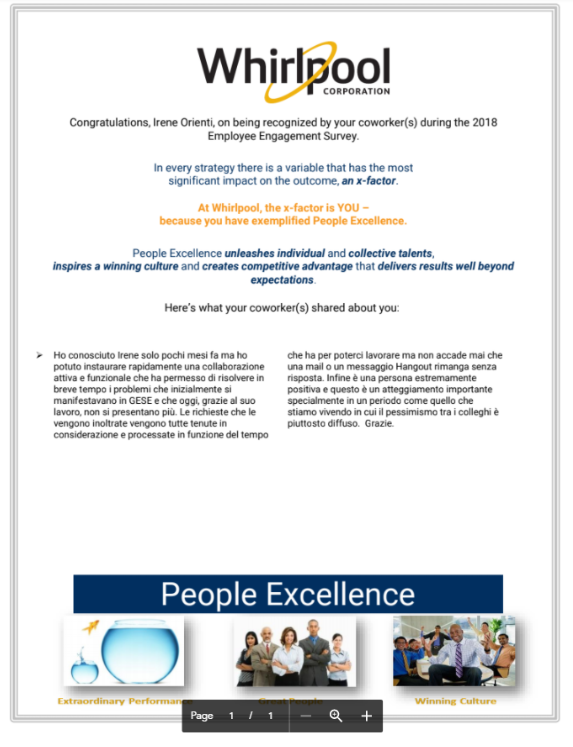 Whirlpool
CORPORATION
Congratulations, Irene Orienti, on being recognized by your coworker(s) during the 2018
Employee Engagement Survey.
In every strategy there is a variable that has the most
significant impact on the outcome, an x-factor.
At Whirlpool, the x-factor is YOU –
because you have exemplified People Excellence.
People Excellence unleashes individual and collective talents,
inspires a winning culture and creates competitive advantage that delivers results well beyond
expectations.
Here's what your coworker(s) shared about you:
➢ Ho conosciuto Irene solo pochi mesi fa ma ho
potuto instaurare rapidamente una collaborazione
attiva e funzionale che ha permesso di risolvere in
breve tempo i problemi che inizialmente si
manifestavano in GESE e che oggi, grazie al suo
lavoro, non si presentano più. Le richieste che le
vengono inoltrate vengono tutte tenute in
considerazione e processate in funzione del tempo
che ha per poterci lavorare ma non accade mai che
una mail o un messaggio Hangout rimanga senza
risposta. Infine è una persona estremamente
positiva e questo è un atteggiamento importante
specialmente in un periodo come quello che
stiamo vivendo in cui il pessimismo tra i colleghi è
piuttosto diffuso. Grazie.
People Excellence
Extraordinary Performance
Great People
Winning Culture
Page 1 / 1